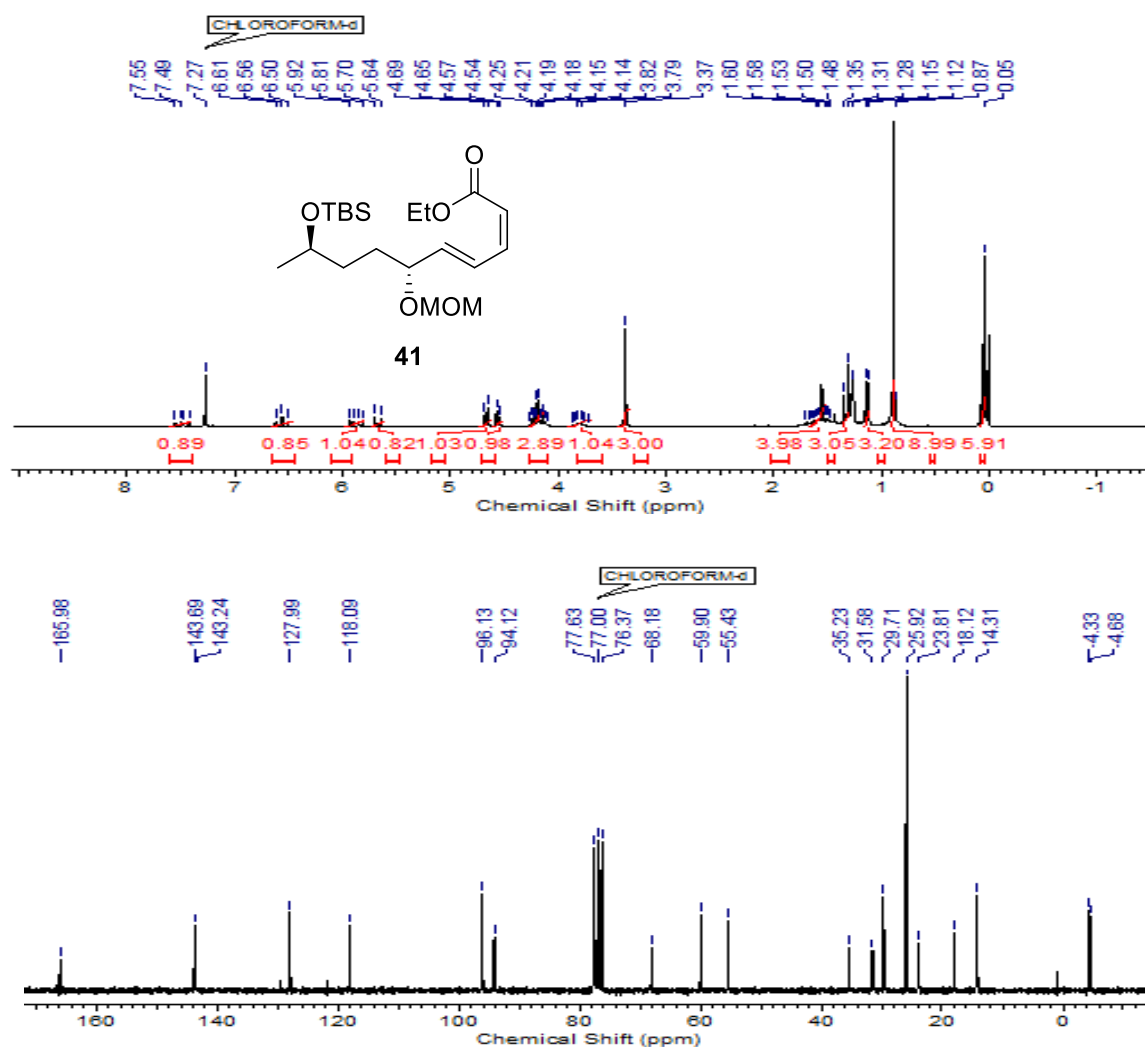 CHLOROFORM-d
7.55 7.49 7.27 6.61 6.56 6.50 5.92 5.81 5.70 5.64 4.69 4.65 4.57 4.54 4.25 4.21 4.19 4.18 4.15 4.14 3.82 3.79 3.37 1.60 1.58 1.53 1.50 1.48 1.35 1.31 1.28 1.15 1.12 0.87 0.05
O
OTBS EtO
OMOM
41
0.89 0.85 1.04 0.82 1.03 0.98 2.89 1.04 3.00 3.98 3.05 3.20 8.99 5.91
8 7 6 5 4 3 2 1 0 -1
Chemical Shift (ppm)
CHLOROFORM-d
165.98 143.69 143.24 127.99 118.09 96.13 94.12 77.63 77.00 76.37 68.18 59.90 55.43 35.23 31.58 29.71 25.92 23.81 18.12 14.31 -4.33 -4.68
160 140 120 100 80 60 40 20 0
Chemical Shift (ppm)